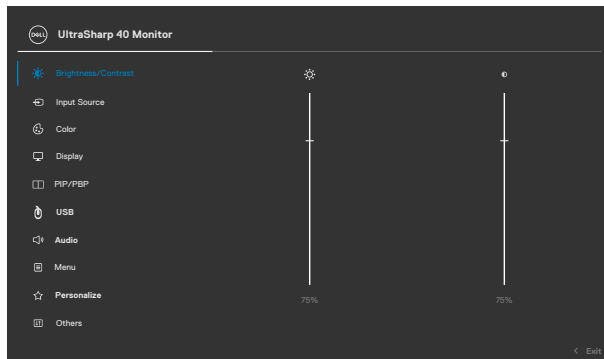 DELL
UltraSharp 40 Monitor
Brightness/Contrast
Input Source
Color
Display
PIP/PBP
USB
Audio
Menu
Personalize
Others
75%
75%
< Exit